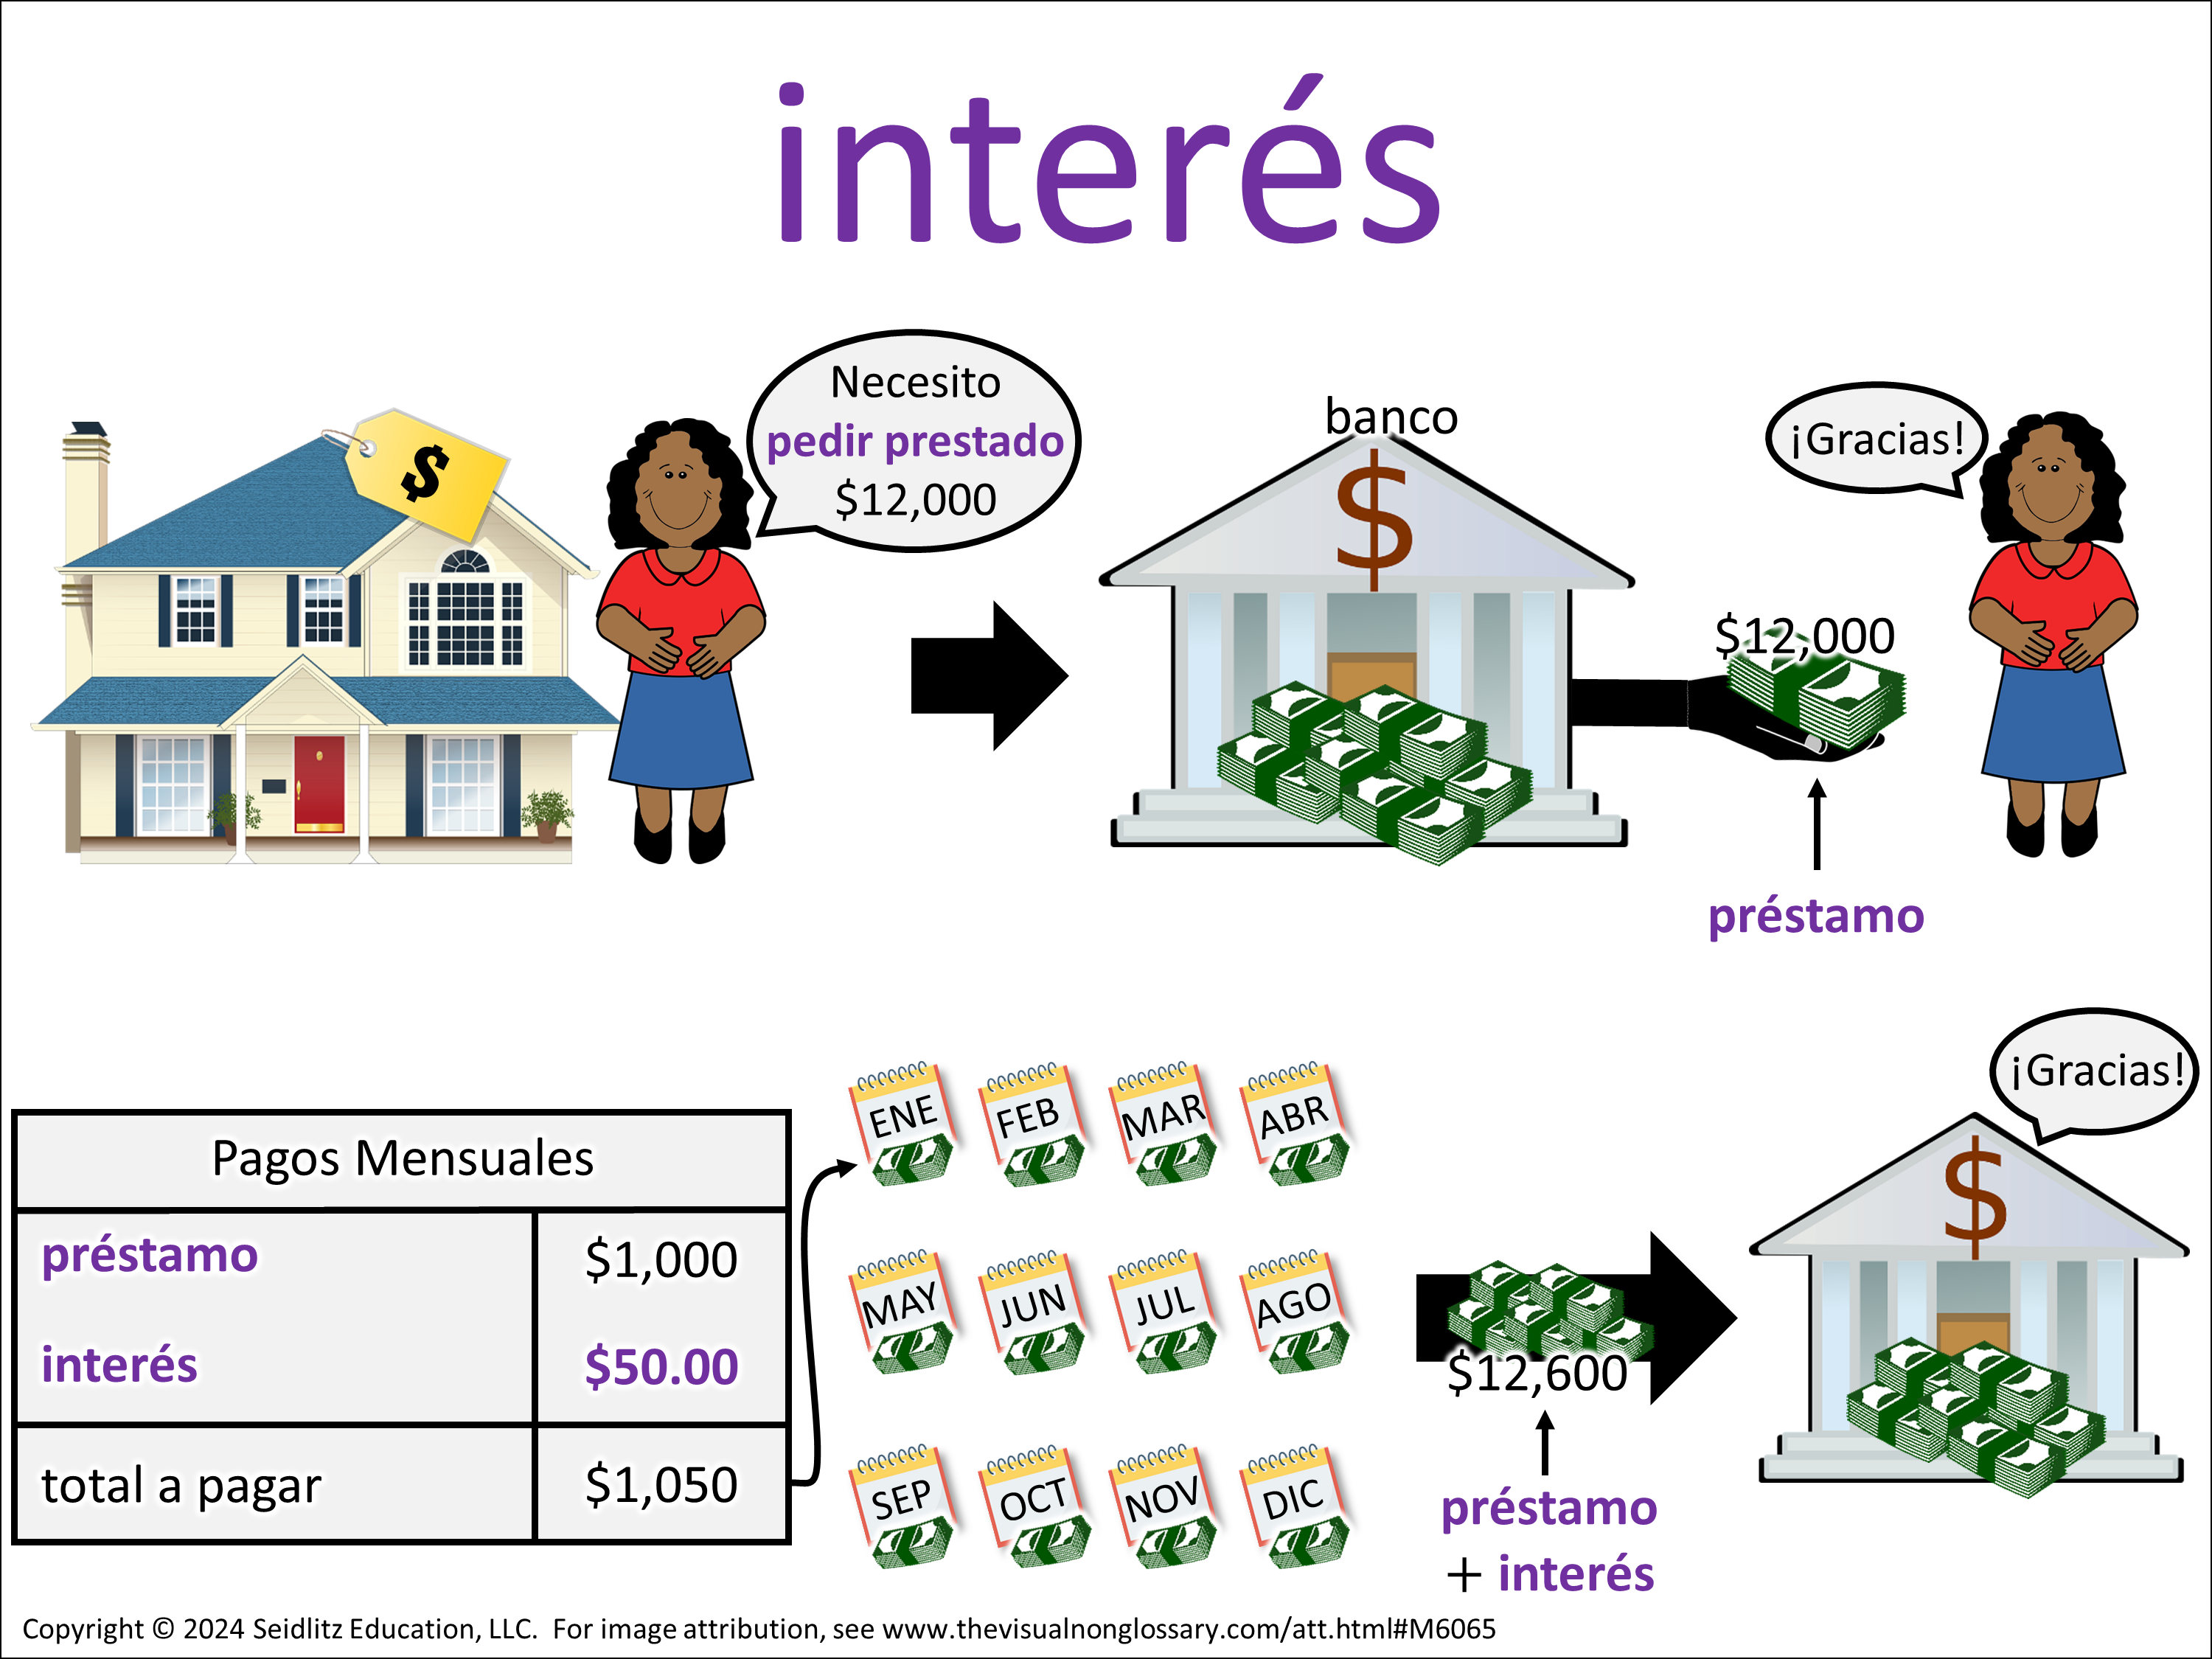 interés
Necesito
pedir prestado
$12,000
banco
$
$
¡Gracias!
$12,000
préstamo
Pagos Mensuales
préstamo $1,000
interés $50.00
total a pagar $1,050
ENE FEB MAR ABR
MAY JUN JUL AGO
SEP OCT NOV DIC
$12,600
préstamo
+ interés
¡Gracias!
$
Copyright © 2024 Seidlitz Education, LLC.  For image attribution, see www.thevisualnonglossary.com/att.html#M6065